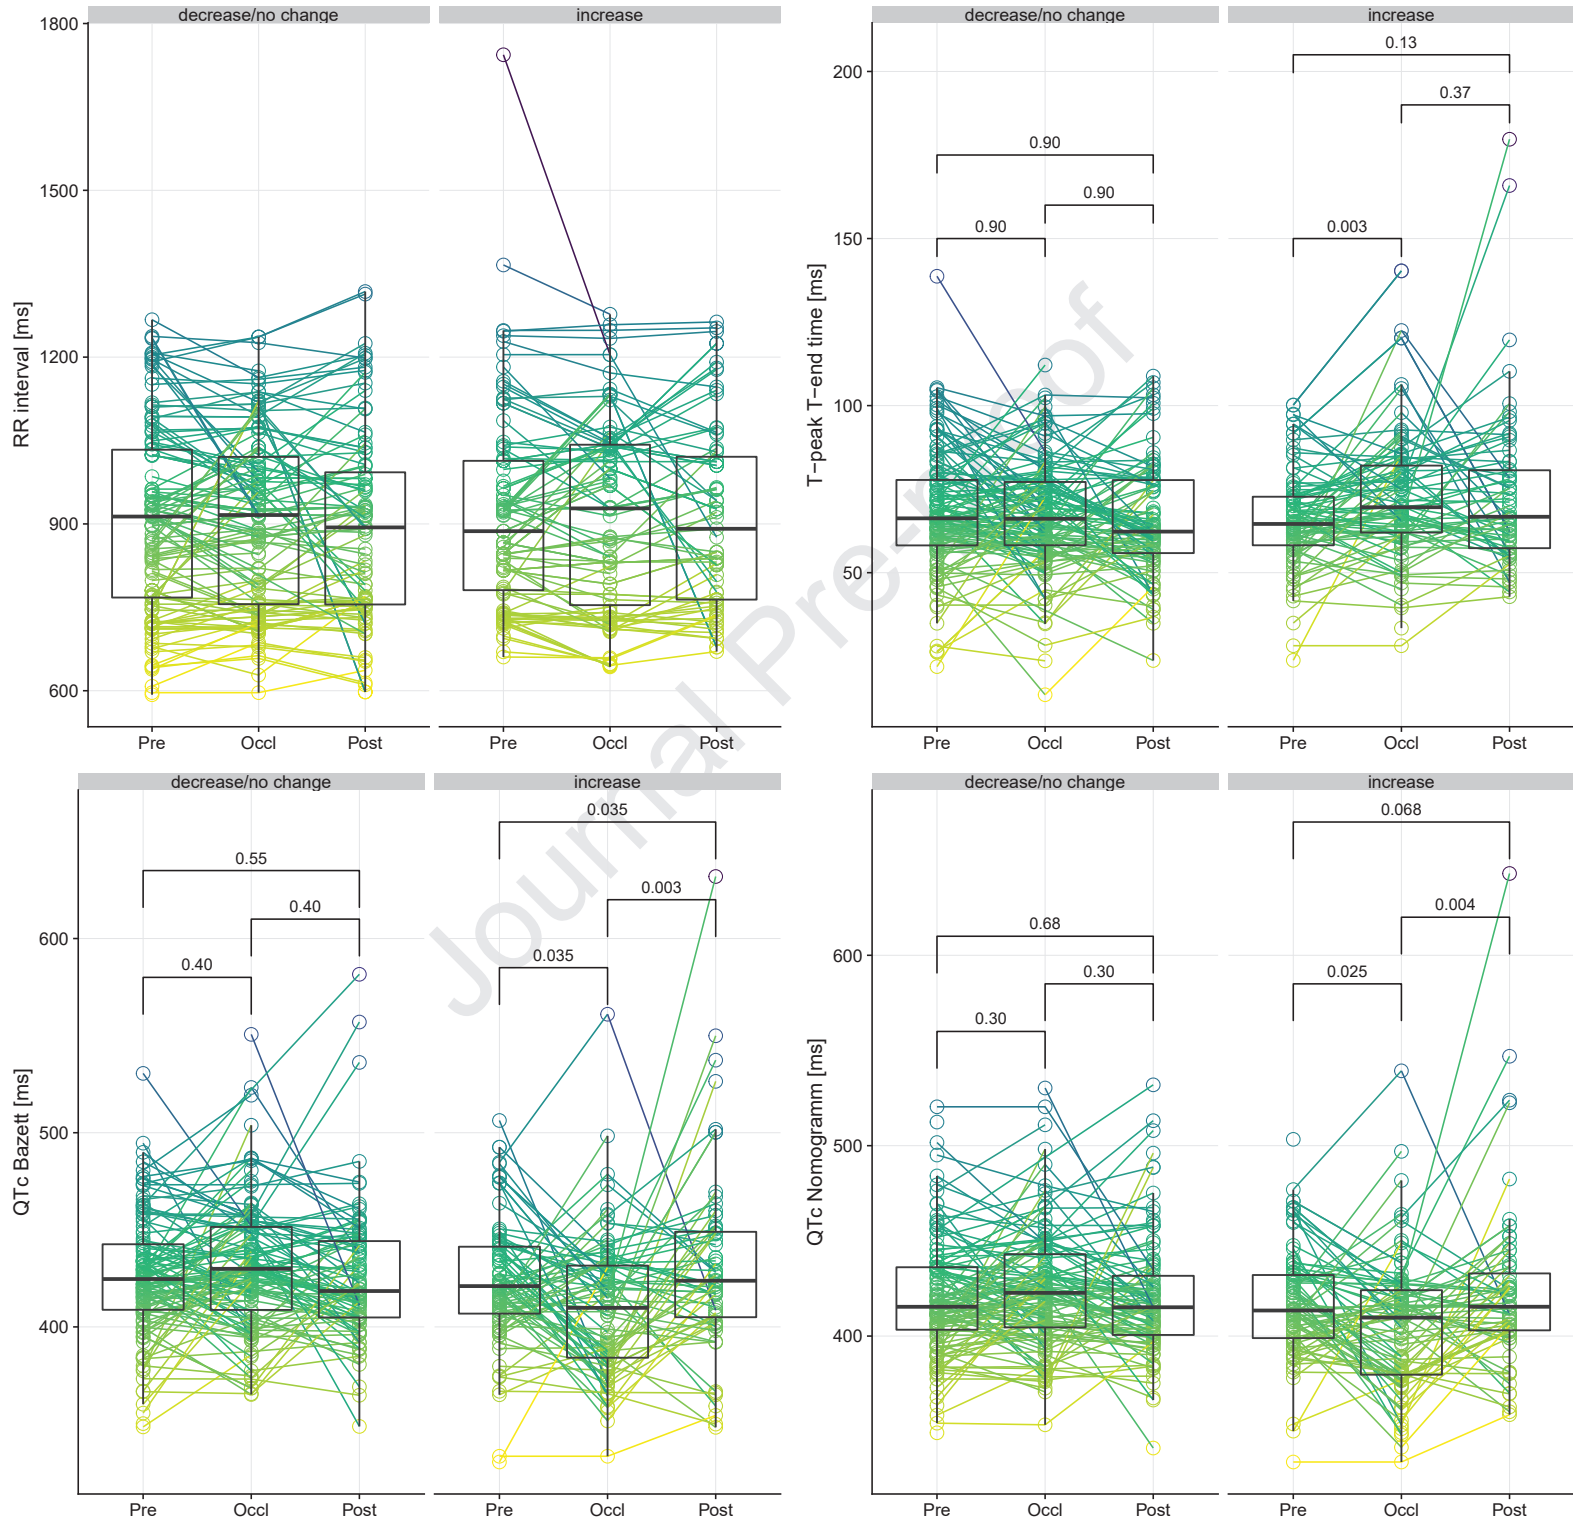 decrease/no change increase
1800
1500
1200
900
600
RR interval [ms]
Pre Occl Post Pre Occl Post
decrease/no change increase
200
150
100
50
T−peak T−end time [ms]
0.90
0.90
0.90
0.13
0.37
0.003
Pre Occl Post Pre Occl Post
decrease/no change increase
600
500
400
QTc Bazett [ms]
0.55
0.40
0.40
0.035
0.003
0.035
Pre Occl Post Pre Occl Post
decrease/no change increase
600
500
400
QTc Nomogramm [ms]
0.68
0.30
0.30
0.068
0.004
0.025
Pre Occl Post Pre Occl Post
Journal Pre-proof